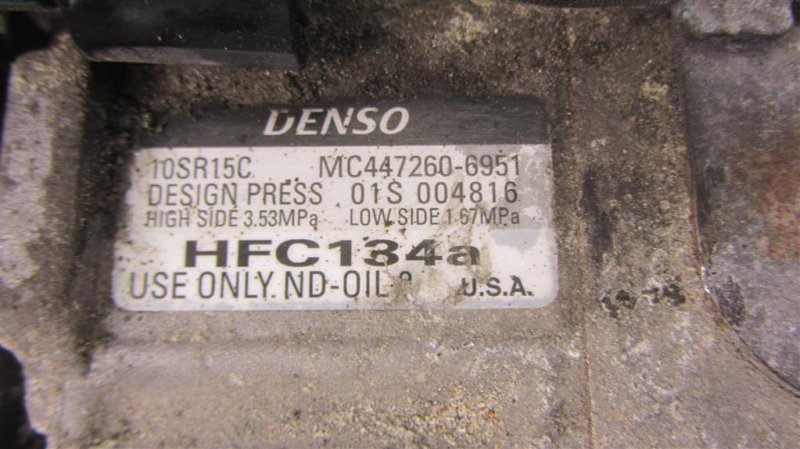 DENSO
10SR15C MC447260-6951
DESIGN PRESS 01S 004816
HIGH SIDE 3.53MPa LOW SIDE 1.67MPa
HFC134a
USE ONLY ND-OIL U.S.A.